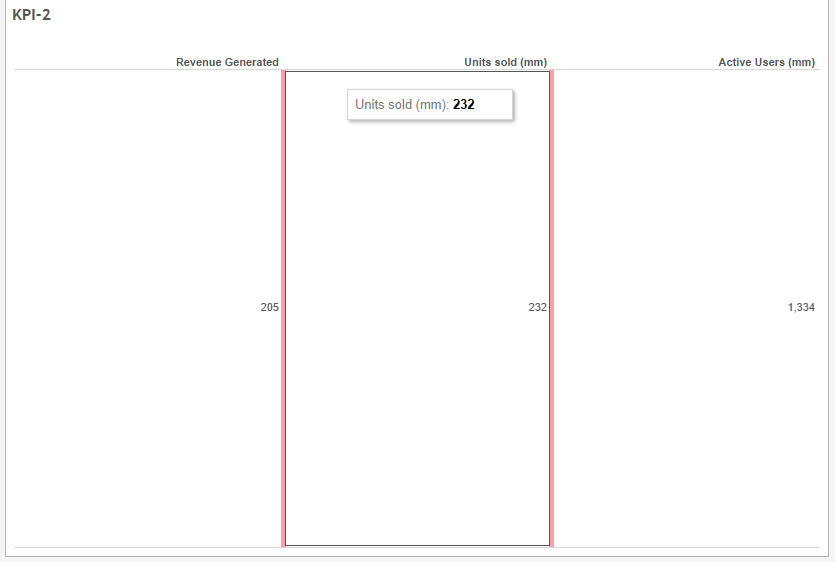 KPI-2
Revenue Generated Units sold (mm) Active Users (mm)
Units sold (mm): 232
205 232 1,334